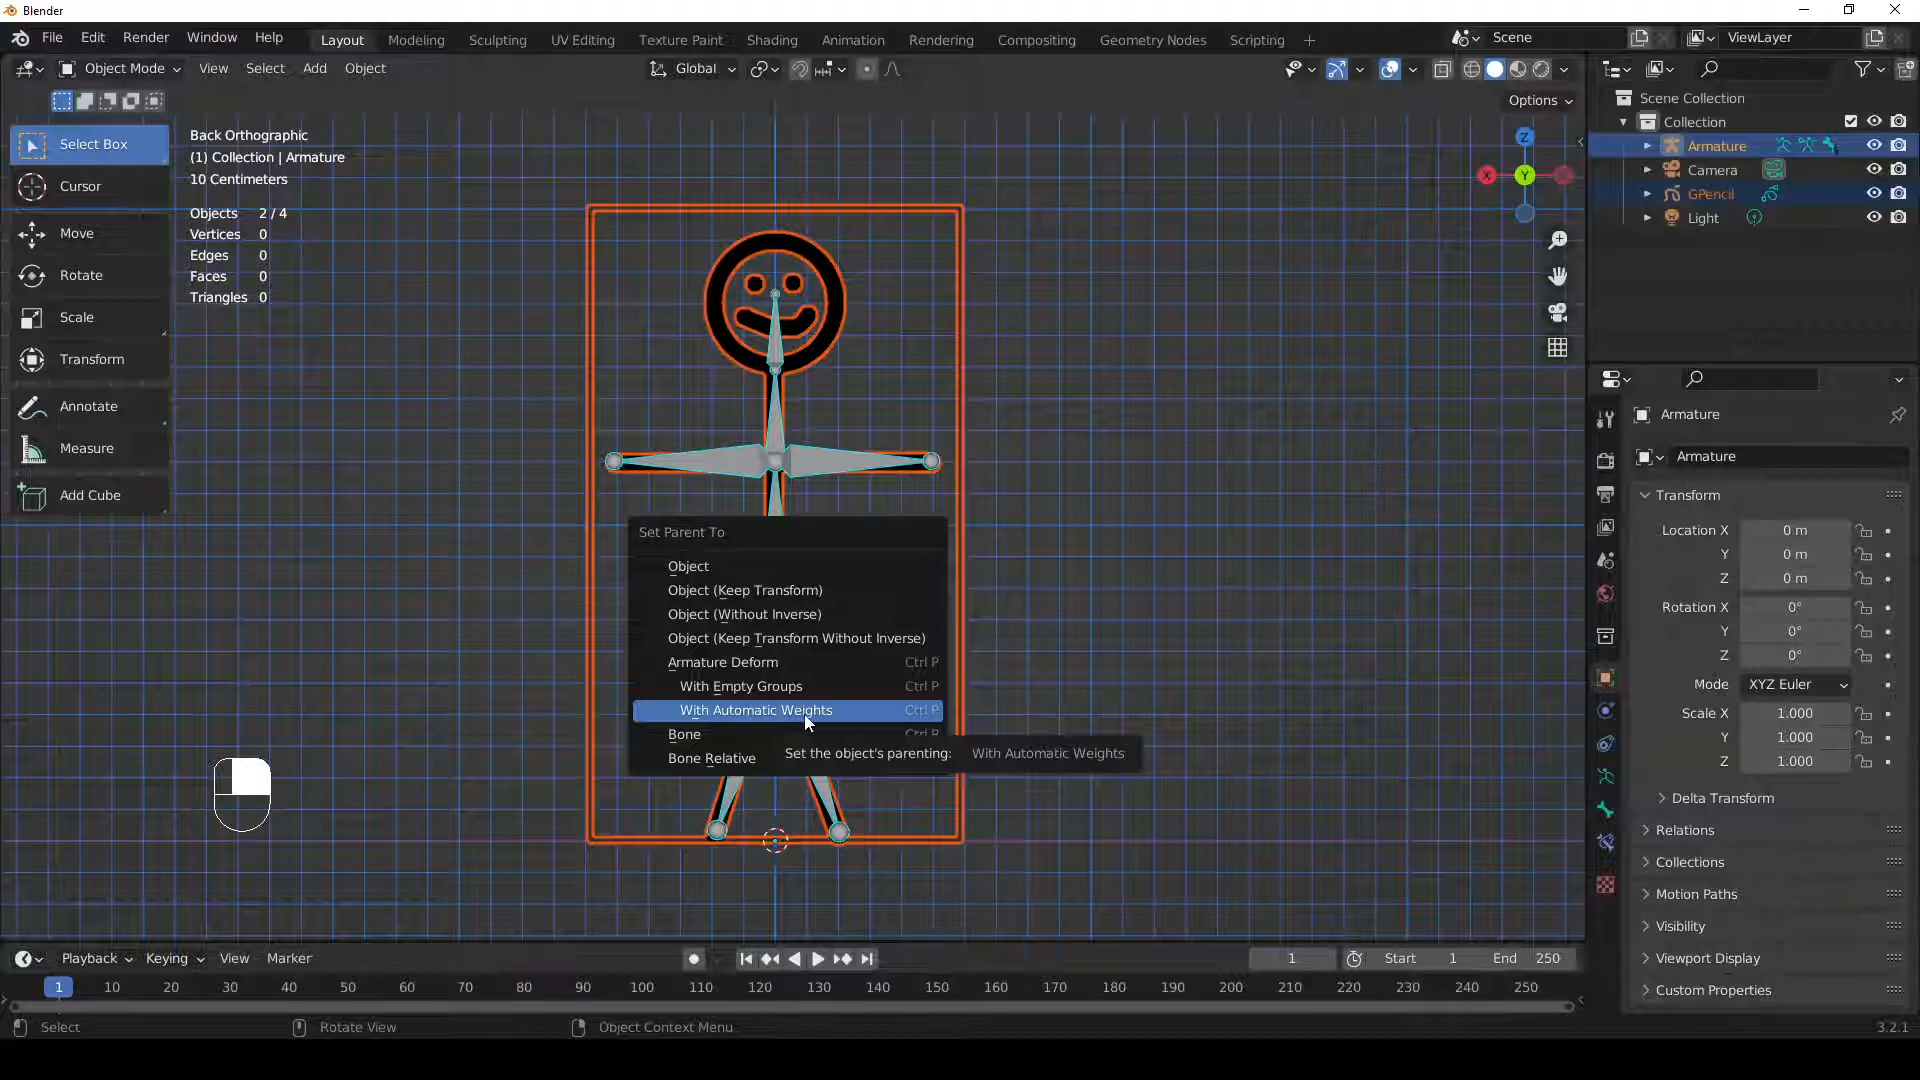 Blender
File Edit Render Window Help
Layout Modeling Sculpting UV Editing Texture Paint Shading Animation Rendering Compositing Geometry Nodes Scripting +
Scene
ViewLayer
Object Mode View Select Add Object
Global
Options
Select Box
Cursor
Move
Rotate
Scale
Transform
Annotate
Measure
Add Cube
Back Orthographic
(1) Collection | Armature
10 Centimeters
Objects 2 / 4
Vertices 0
Edges 0
Faces 0
Triangles 0
Z
X
Y
Set Parent To
Object
Object (Keep Transform)
Object (Without Inverse)
Object (Keep Transform Without Inverse)
Armature Deform Ctrl P
With Empty Groups Ctrl P
With Automatic Weights Ctrl P
Bone Ctrl P
Bone Relative
Set the object's parenting: With Automatic Weights
Scene Collection
Collection
Armature
Camera
GPencil
Light
Armature
Armature
Transform
Location X 0 m
Y 0 m
Z 0 m
Rotation X 0°
Y 0°
Z 0°
Mode XYZ Euler
Scale X 1.000
Y 1.000
Z 1.000
Delta Transform
Relations
Collections
Motion Paths
Visibility
Viewport Display
Custom Properties
Playback Keying View Marker
1 Start 1 End 250
1 10 20 30 40 50 60 70 80 90 100 110 120 130 140 150 160 170 180 190 200 210 220 230 240 250
Select Rotate View Object Context Menu
3.2.1